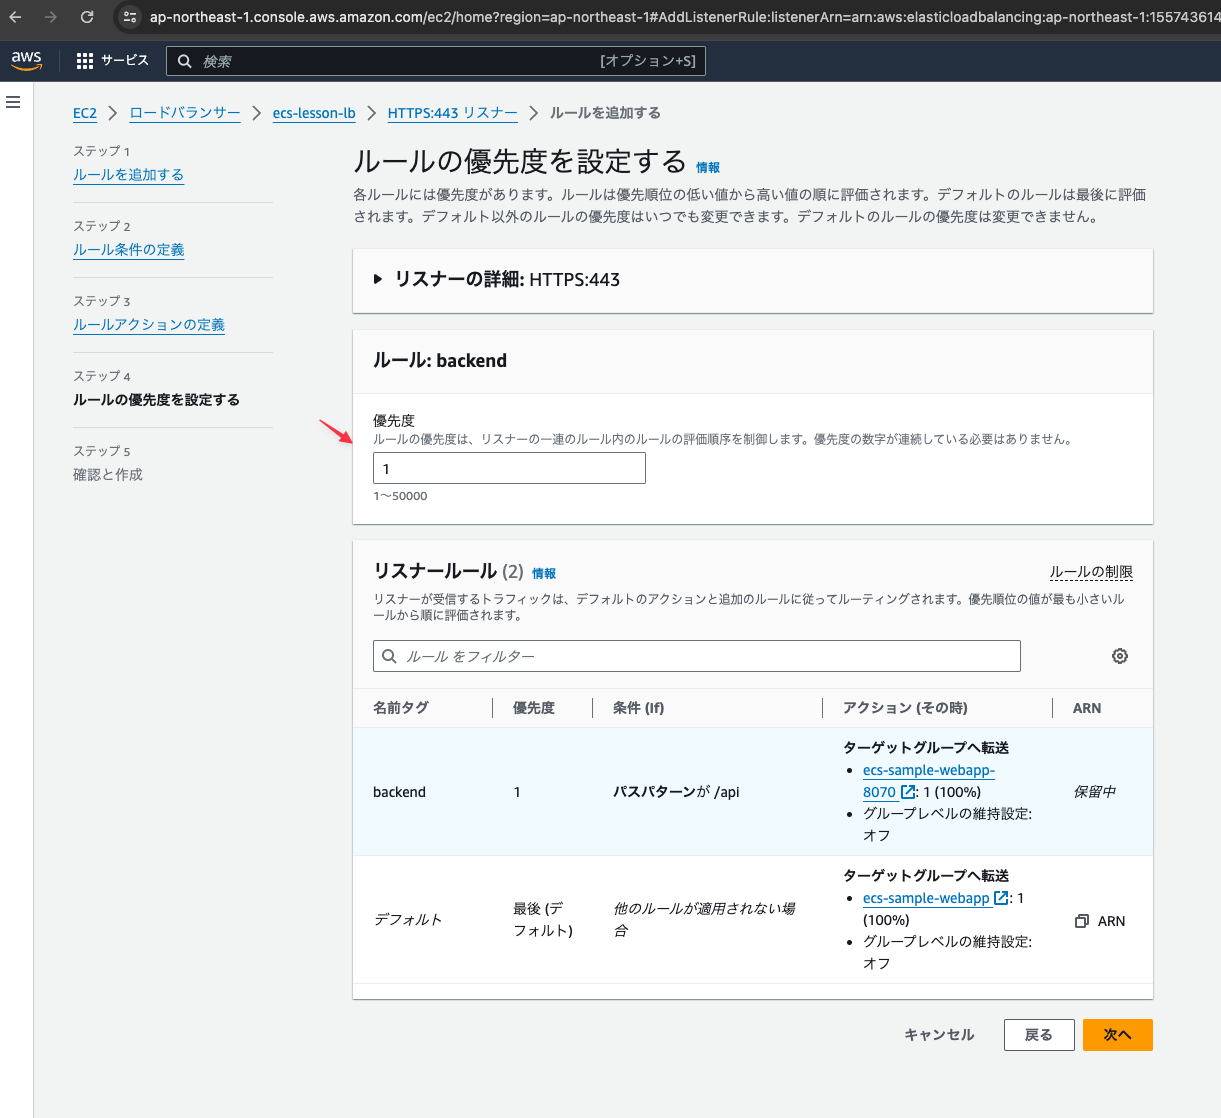 ap-northeast-1.console.aws.amazon.com/ec2/home?region=ap-northeast-1#AddListenerRule:listenerArn=arn:aws:elasticloadbalancing:ap-northeast-1:155743614
aws サービス 検索 [オプション+S]
EC2 ロードバランサー ecs-lesson-lb HTTPS:443 リスナー ルールを追加する
ステップ 1
ルールを追加する
ステップ 2
ルール条件の定義
ステップ 3
ルールアクションの定義
ステップ 4
ルールの優先度を設定する
ステップ 5
確認と作成
ルールの優先度を設定する 情報
各ルールには優先度があります。ルールは優先順位の低い値から高い値の順に評価されます。デフォルトのルールは最後に評価
されます。デフォルト以外のルールの優先度はいつでも変更できます。デフォルトのルールの優先度は変更できません。
リスナーの詳細: HTTPS:443
ルール: backend
優先度
ルールの優先度は、リスナーの一連のルール内のルールの評価順序を制御します。優先度の数字が連続している必要はありません。
1
1～50000
リスナールール (2) 情報
ルールの制限
リスナーが受信するトラフィックは、デフォルトのアクションと追加のルールに従ってルーティングされます。優先順位の値が最も小さいル
ールから順に評価されます。
ルール をフィルター
名前タグ 優先度 条件 (If) アクション (その時) ARN
backend 1 パスパターンが /api
ターゲットグループへ転送
• ecs-sample-webapp-
8070 : 1 (100%)
• グループレベルの維持設定:
オフ
保留中
デフォルト
最後 (デ
フォルト)
他のルールが適用されない場
合
ターゲットグループへ転送
• ecs-sample-webapp : 1
(100%)
• グループレベルの維持設定:
オフ
ARN
キャンセル 戻る 次へ